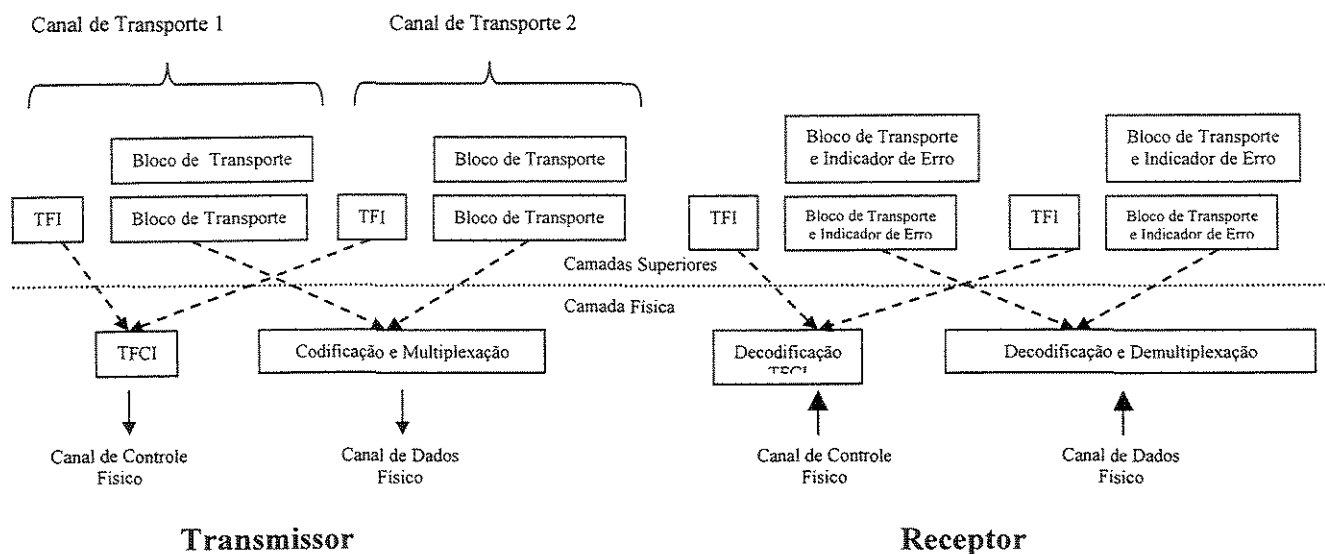 Canal de Transporte 1
Canal de Transporte 2
Bloco de Transporte
Bloco de Transporte
Bloco de Transporte
e Indicador de Erro
Bloco de Transporte
e Indicador de Erro
TFI
Bloco de Transporte
TFI
Bloco de Transporte
TFI
Bloco de Transporte
e Indicador de Erro
TFI
Bloco de Transporte
e Indicador de Erro
Camadas Superiores
Camada Física
TFCI
Codificação e Multiplexação
Decodificação
TFCI
Decodificação e Demultiplexação
Canal de Controle
Físico
Canal de Dados
Físico
Canal de Controle
Físico
Canal de Dados
Físico
Transmissor
Receptor